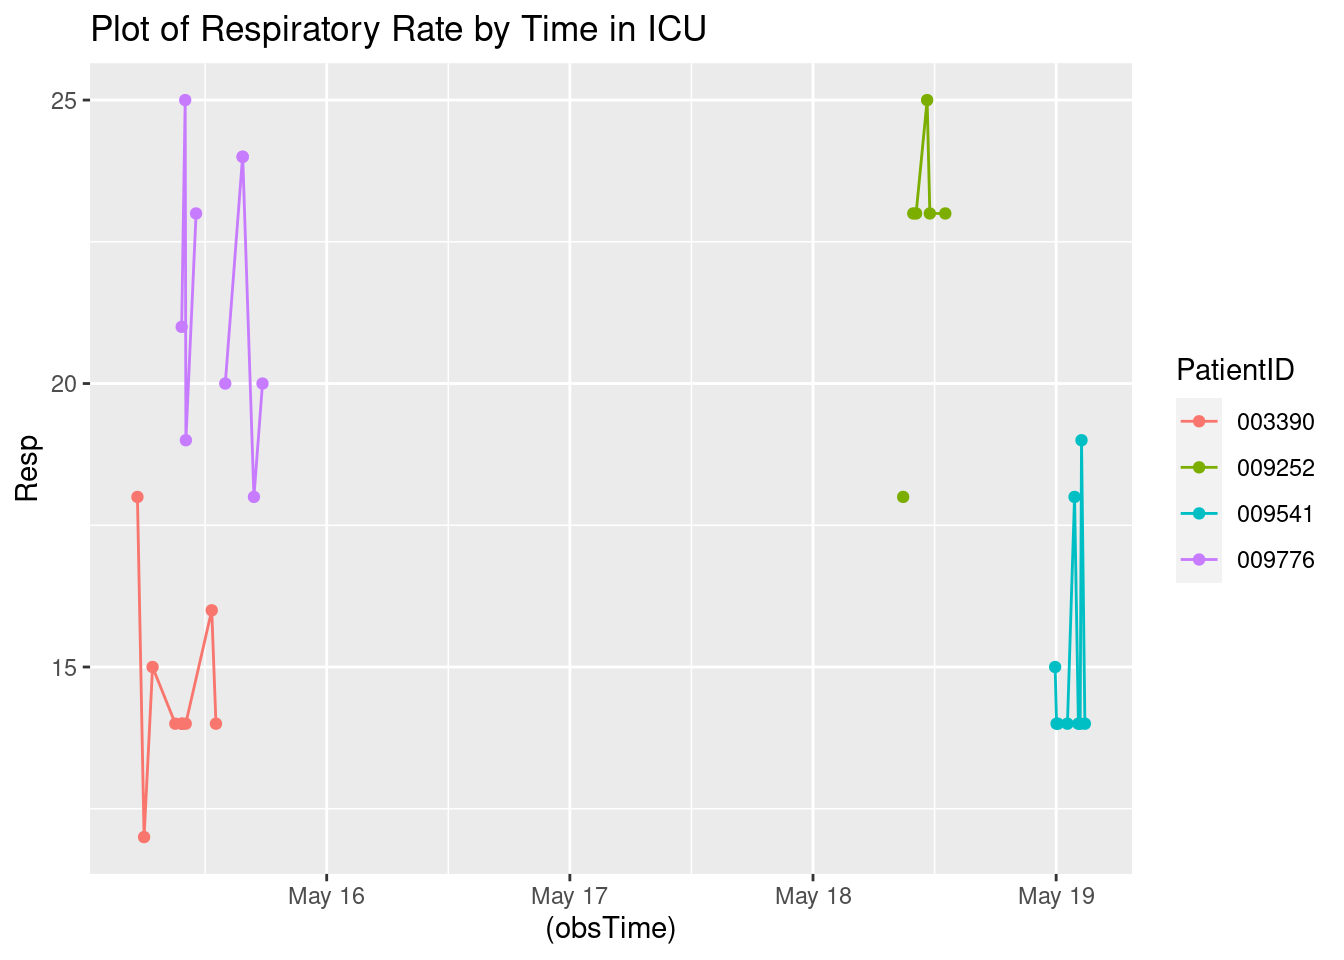 Plot of Respiratory Rate by Time in ICU
25
20
15
Resp
May 16
May 17
May 18
May 19
(obsTime)
PatientID
003390
009252
009541
009776